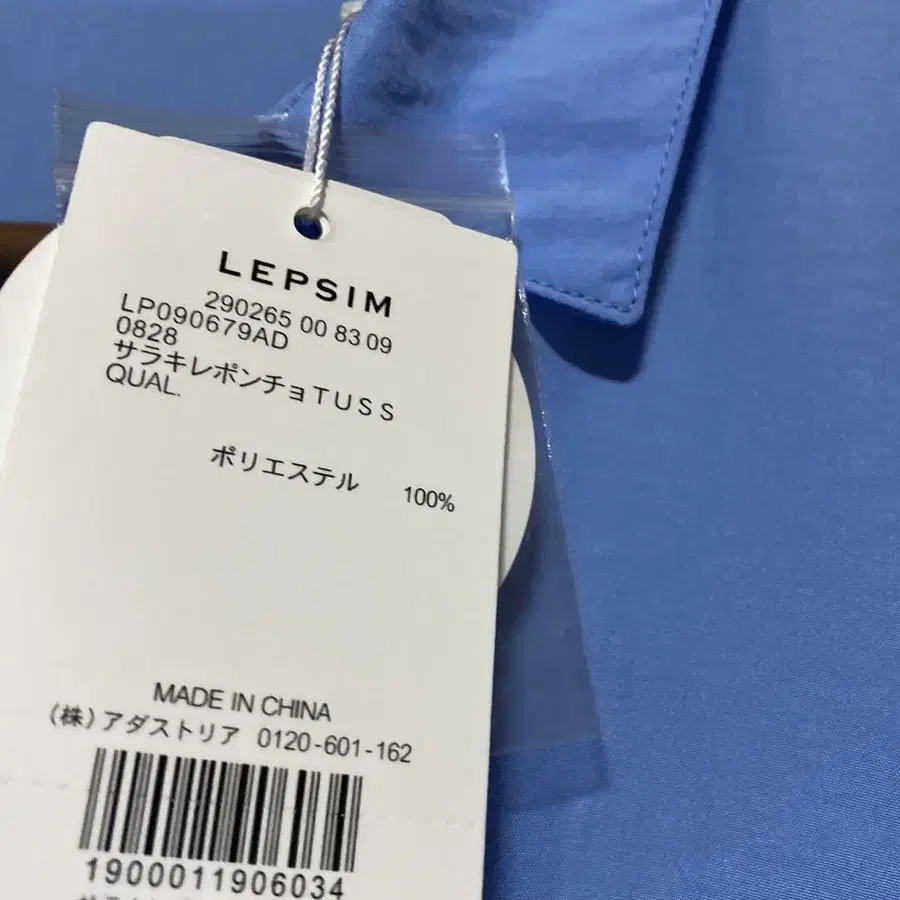 LEPSIM
290265 00 83 09
LP090679AD
0828
サラキレポンチョTUSS
QUAL.
ポリエステル 100%
MADE IN CHINA
(株)アダストリア 0120-601-162
1900011906034